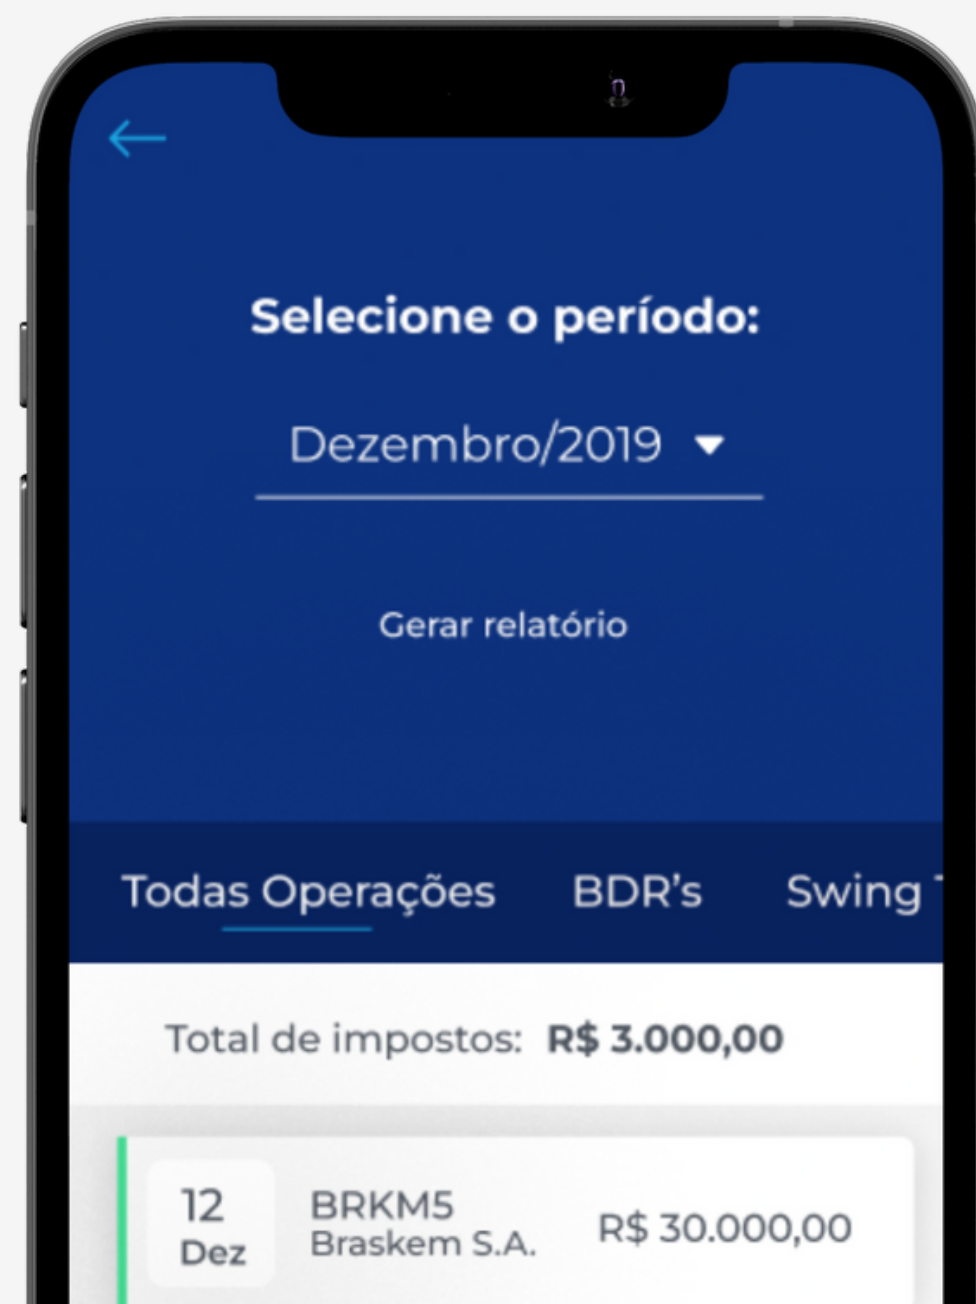 Selecione o período:
Dezembro/2019
Gerar relatório
Todas Operações BDR's Swing
Total de impostos: R$ 3.000,00
12 Dez
BRKM5
Braskem S.A.
R$ 30.000,00